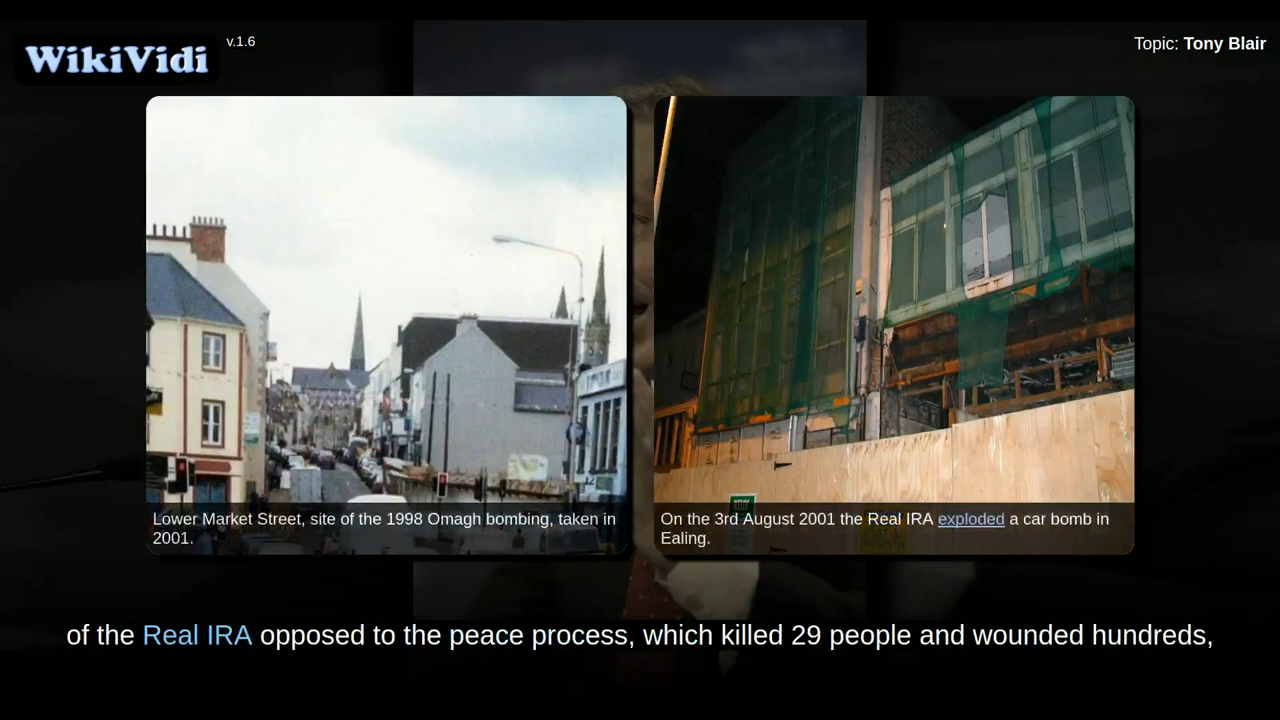 WikiVidi
v.1.6
Topic: Tony Blair
Lower Market Street, site of the 1998 Omagh bombing, taken in
2001.
On the 3rd August 2001 the Real IRA exploded a car bomb in
Ealing.
of the Real IRA opposed to the peace process, which killed 29 people and wounded hundreds,